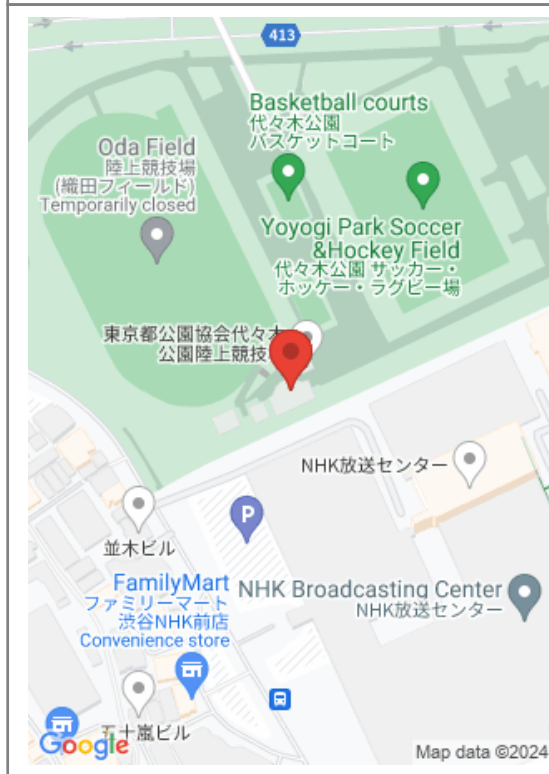 413
Basketball courts
代々木公園
バスケットコート
Oda Field
陸上競技場
(織田フィールド)
Temporarily closed
Yoyogi Park Soccer
&Hockey Field
代々木公園 サッカー・
ホッケー・ラグビー場
東京都公園協会代々木
公園陸上競技
NHK放送センター
P
並木ビル
FamilyMart
ファミリーマート
渋谷NHK前店
Convenience store
NHK Broadcasting Center
NHK放送センター
五十嵐ビル
Google
Map data ©2024